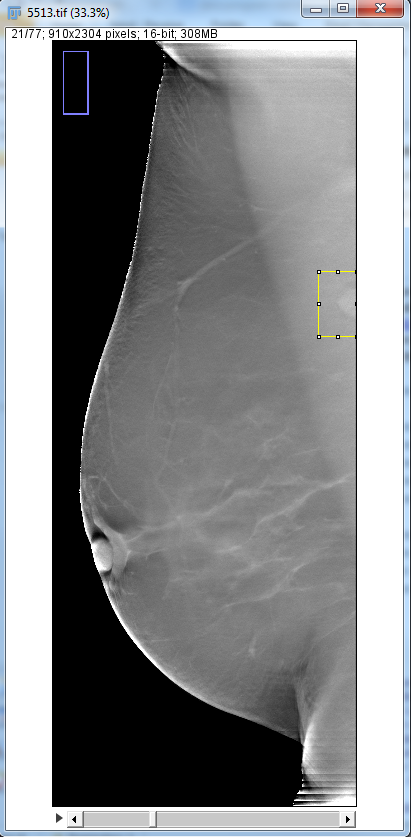 5513.tif (33.3%)
21/77; 910x2304 pixels; 16-bit; 308MB